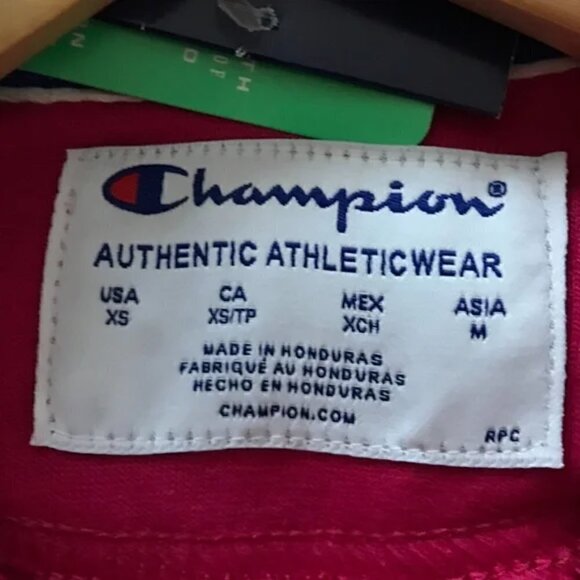 Champion®
AUTHENTIC ATHLETICWEAR
USA CA MEX ASIA
XS XS/TP XCH M
MADE IN HONDURAS
FABRIQUÉ AU HONDURAS
HECHO EN HONDURAS
CHAMPION.COM
RPC